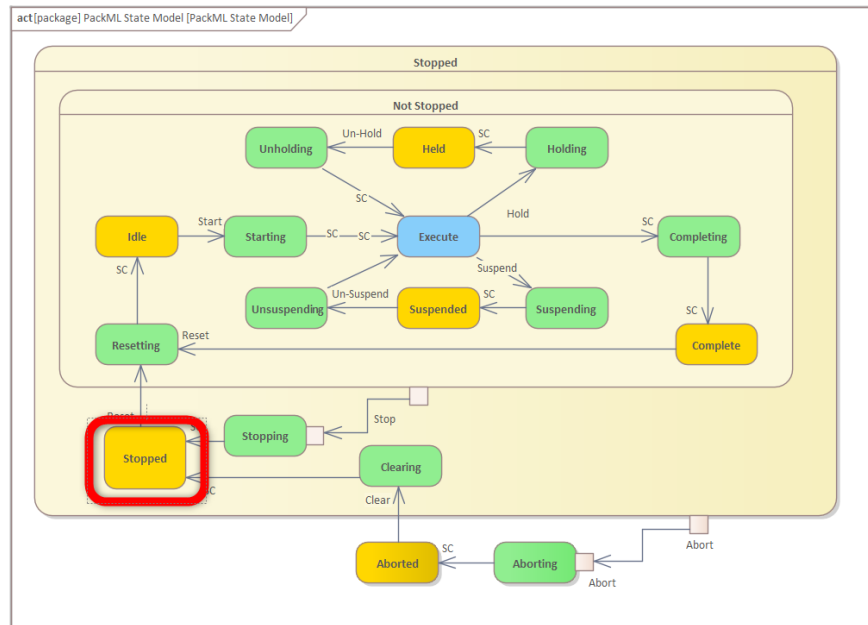 act [package] PackML State Model [PackML State Model]
Stopped
Not Stopped
Unholding
Un-Hold
Held
SC
Holding
SC
Hold
Idle
Start
Starting
SC
SC
Execute
SC
Completing
SC
Suspend
Unsuspending
Un-Suspend
Suspended
SC
Suspending
SC
Resetting
Reset
Complete
Reset
Stopped
SC
Stopping
Stop
Clearing
SC
Clear
Aborted
SC
Aborting
Abort
Abort